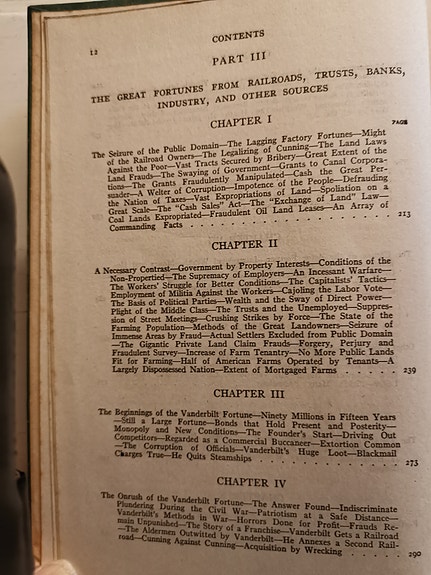 12
CONTENTS
PART III
THE GREAT FORTUNES FROM RAILROADS, TRUSTS, BANKS,
INDUSTRY, AND OTHER SOURCES
CHAPTER I
PAGE
The Seizure of the Public Domain—The Lagging Factory Fortunes—Might
of the Railroad Owners—The Legalizing of Cunning—The Land Laws
Against the Poor—Vast Tracts Secured by Bribery—Great Extent of the
Land Frauds—The Swaying of Government—Grants to Canal Corpora-
tions—The Grants Fraudulently Manipulated—Cash the Great Per-
suader—A Welter of Corruption—Impotence of the People—Defrauding
the Nation of Taxes—Vast Expropriations of Land—Spoliation on a
Great Scale—The "Cash Sales" Act—The "Exchange of Land" Law—
Coal Lands Expropriated—Fraudulent Oil Land Leases—An Array of
Commanding Facts . . . . . . . . . . . . . . . . . 213
CHAPTER II
A Necessary Contrast—Government by Property Interests—Conditions of the
Non-Propertied—The Supremacy of Employers—An Incessant Warfare—
The Workers' Struggle for Better Conditions—The Capitalists' Tactics—
Employment of Militia Against the Workers—Cajoling the Labor Vote—
The Basis of Political Parties—Wealth and the Sway of Direct Power—
Plight of the Middle Class—The Trusts and the Unemployed—Suppres-
sion of Street Meetings—Crushing Strikes by Force—The State of the
Farming Population—Methods of the Great Landowners—Seizure of
Immense Areas by Fraud—Actual Settlers Excluded from Public Domain
—The Gigantic Private Land Claim Frauds—Forgery, Perjury and
Fraudulent Survey—Increase of Farm Tenantry—No More Public Lands
Fit for Farming—Half of American Farms Operated by Tenants—A
Largely Dispossessed Nation—Extent of Mortgaged Farms . . . . . 239
CHAPTER III
The Beginnings of the Vanderbilt Fortune—Ninety Millions in Fifteen Years
—Still a Large Fortune—Bonds that Hold Present and Posterity—
Monopoly and New Conditions—The Founder's Start—Driving Out
Competitors—Regarded as a Commercial Buccaneer—Extortion Common
—The Corruption of Officials—Vanderbilt's Huge Loot—Blackmail
Charges True—He Quits Steamships . . . . . . . . . . . 273
CHAPTER IV
The Onrush of the Vanderbilt Fortune—The Answer Found—Indiscriminate
Plundering During the Civil War—Patriotism at a Safe Distance—
Vanderbilt's Methods in War—Horrors Done for Profit—Frauds Re-
main Unpunished—The Story of a Franchise—Vanderbilt Gets a Railroad
—The Aldermen Outwitted by Vanderbilt—He Annexes a Second Rail-
road—Cunning Against Cunning—Acquisition by Wrecking . . . . . 290